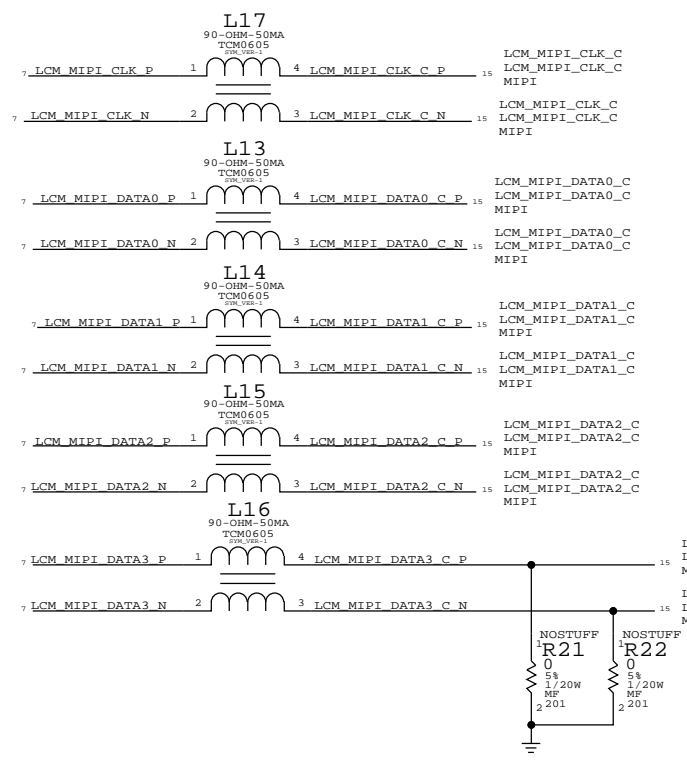 L17
90-OHM-50MA
TCM0605
SYM_VER-1
7 LCM_MIPI_CLK_P 1 4 LCM_MIPI_CLK_C_P 15
LCM_MIPI_CLK_C
LCM_MIPI_CLK_C
MIPI
7 LCM_MIPI_CLK_N 2 3 LCM_MIPI_CLK_C_N 15
LCM_MIPI_CLK_C
LCM_MIPI_CLK_C
MIPI
L13
90-OHM-50MA
TCM0605
SYM_VER-1
7 LCM_MIPI_DATA0_P 1 4 LCM_MIPI_DATA0_C_P 15
LCM_MIPI_DATA0_C
LCM_MIPI_DATA0_C
MIPI
7 LCM_MIPI_DATA0_N 2 3 LCM_MIPI_DATA0_C_N 15
LCM_MIPI_DATA0_C
LCM_MIPI_DATA0_C
MIPI
L14
90-OHM-50MA
TCM0605
SYM_VER-1
7 LCM_MIPI_DATA1_P 1 4 LCM_MIPI_DATA1_C_P 15
LCM_MIPI_DATA1_C
LCM_MIPI_DATA1_C
MIPI
7 LCM_MIPI_DATA1_N 2 3 LCM_MIPI_DATA1_C_N 15
LCM_MIPI_DATA1_C
LCM_MIPI_DATA1_C
MIPI
L15
90-OHM-50MA
TCM0605
SYM_VER-1
7 LCM_MIPI_DATA2_P 1 4 LCM_MIPI_DATA2_C_P 15
LCM_MIPI_DATA2_C
LCM_MIPI_DATA2_C
MIPI
7 LCM_MIPI_DATA2_N 2 3 LCM_MIPI_DATA2_C_N 15
LCM_MIPI_DATA2_C
LCM_MIPI_DATA2_C
MIPI
L16
90-OHM-50MA
TCM0605
SYM_VER-1
7 LCM_MIPI_DATA3_P 1 4 LCM_MIPI_DATA3_C_P 15
7 LCM_MIPI_DATA3_N 2 3 LCM_MIPI_DATA3_C_N 15
NOSTUFF
1 R21
0
5%
1/20W
MF
2 201
NOSTUFF
1 R22
0
5%
1/20W
MF
2 201